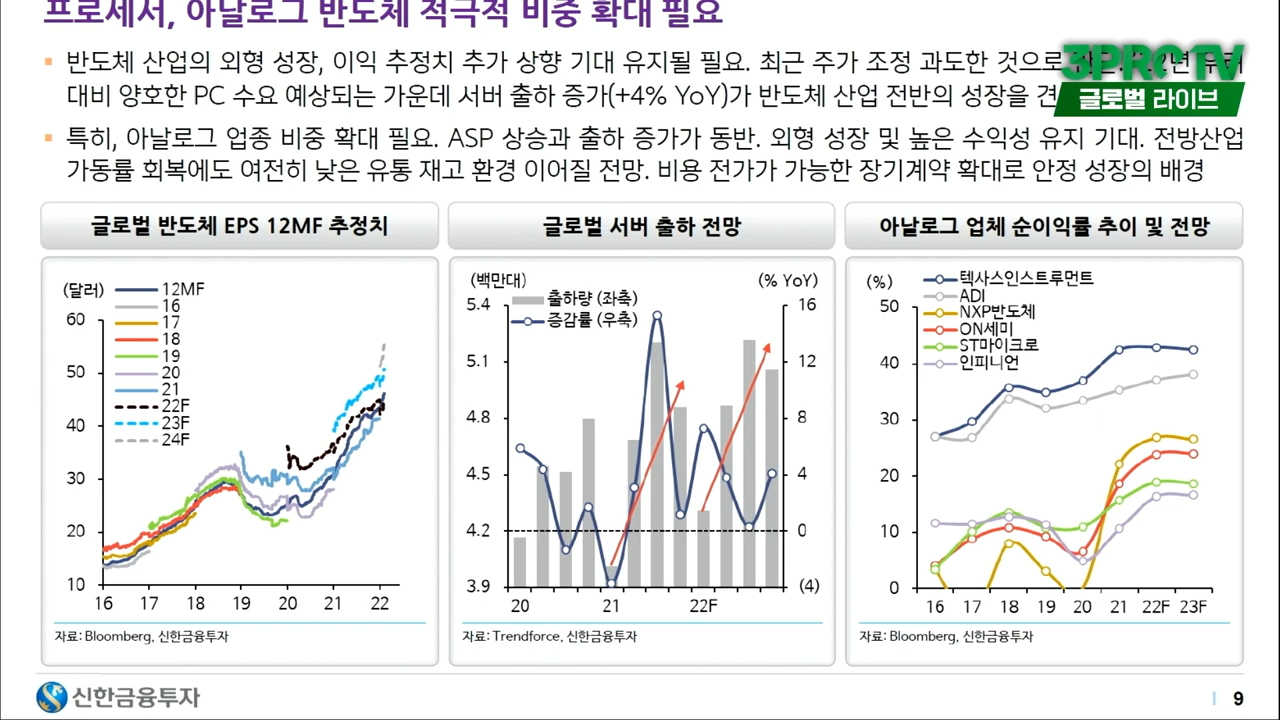 프로세서, 아날로그 반도체 적극적 비중 확대 필요
반도체 산업의 외형 성장, 이익 추정치 추가 상향 기대 유지될 필요. 최근 주가 조정 과도한 것으로
대비 양호한 PC 수요 예상되는 가운데 서버 출하 증가(+4% YoY)가 반도체 산업 전반의 성장을 견
3PRO TV
글로벌 라이브
특히, 아날로그 업종 비중 확대 필요. ASP 상승과 출하 증가가 동반. 외형 성장 및 높은 수익성 유지 기대. 전방산업
가동률 회복에도 여전히 낮은 유통 재고 환경 이어질 전망. 비용 전가가 가능한 장기계약 확대로 안정 성장의 배경
글로벌 반도체 EPS 12MF 추정치
(달러)
12MF
16
17
18
19
20
21
22F
23F
24F
60
50
40
30
20
10
16 17 18 19 20 21 22
자료: Bloomberg, 신한금융투자
글로벌 서버 출하 전망
(백만대)
(% YoY)
출하량 (좌축)
증감률 (우축)
5.4
5.1
4.8
4.5
4.2
3.9
16
12
8
4
0
(4)
20 21 22F
자료: Trendforce, 신한금융투자
아날로그 업체 순이익률 추이 및 전망
(%)
텍사스인스트루먼트
ADI
NXP반도체
ON세미
ST마이크로
인피니언
50
40
30
20
10
0
16 17 18 19 20 21 22F 23F
자료: Bloomberg, 신한금융투자
신한금융투자
9